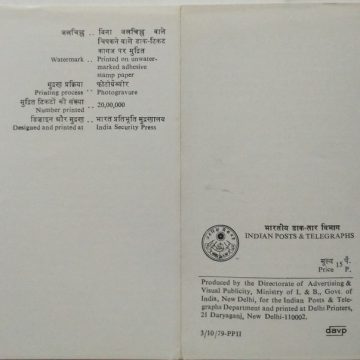 जलचिह्न .. बिना जलचिह्न वाले
चिपकने वाले डाक-टिकट
कागज पर मुद्रित
Watermark .. Printed on unwater-
marked adhesive
stamp paper
मुद्रण प्रक्रिया .. फोटोग्रेव्योर
Printing process .. Photogravure
मुद्रित टिकटों की संख्या
Number printed .. 20,00,000
डिज़ाइन और मुद्रण .. भारत प्रतिभूति मुद्रणालय
Designed and printed at India Security Press
भारतीय डाक-तार विभाग
INDIAN POSTS & TELEGRAPHS
मूल्य 15 पै.
Price P.
Produced by the Directorate of Advertising &
Visual Publicity, Ministry of I. & B., Govt. of
India, New Delhi, for the Indian Posts & Tele-
graphs Department and printed at Delhi Printers,
21 Daryaganj, New Delhi-110002.
3/10/79-PPII
davp